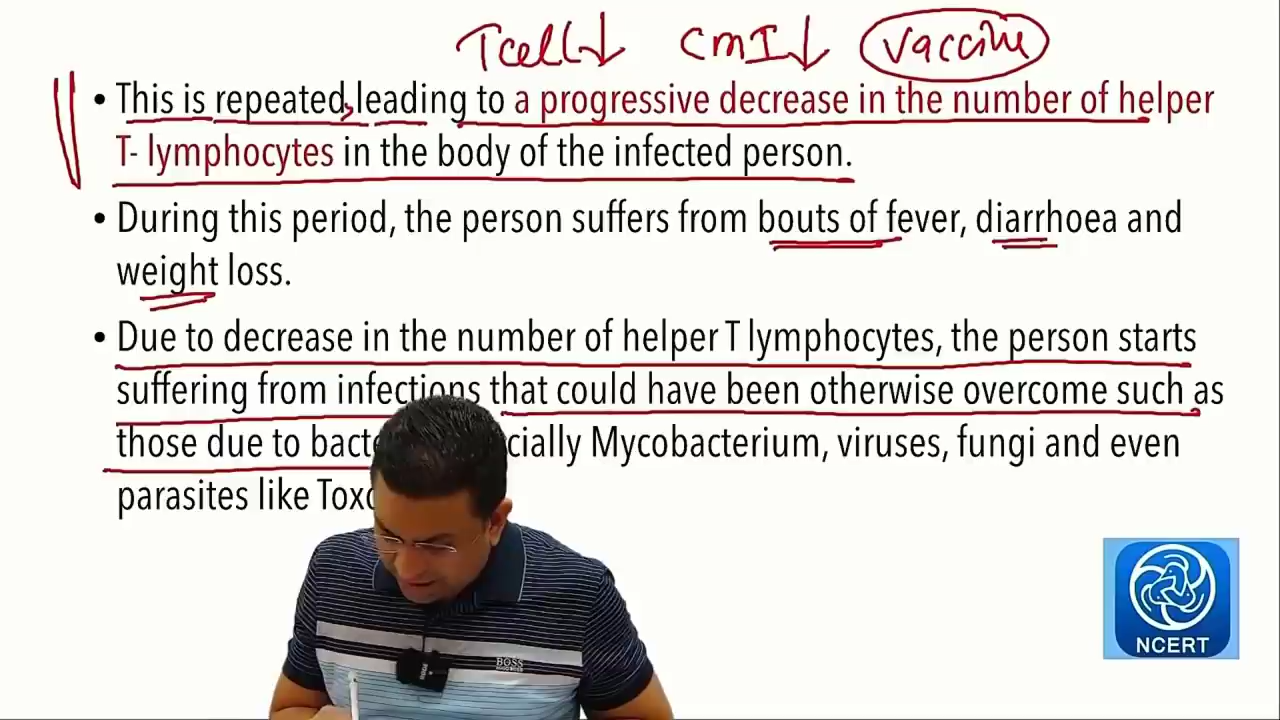 Tcell↓ CMI↓ Vaccine
• This is repeated, leading to a progressive decrease in the number of helper
T- lymphocytes in the body of the infected person.
• During this period, the person suffers from bouts of fever, diarrhoea and
weight loss.
• Due to decrease in the number of helper T lymphocytes, the person starts
suffering from infections that could have been otherwise overcome such as
those due to Mycobacterium, viruses, fungi and even
parasites like
BOSS
NCERT